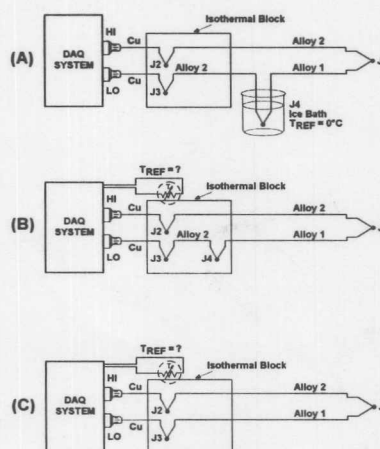 Isothermal Block
(A)
DAQ
SYSTEM
HI
Cu
LO
Cu
J2
Alloy 2
J3
Alloy 2
Alloy 1
J4
Ice Bath
TREF = 0°C
TREF = ?
Isothermal Block
(B)
DAQ
SYSTEM
HI
Cu
LO
Cu
J2
Alloy 2
J3
J4
Alloy 2
Alloy 1
TREF = ?
Isothermal Block
(C)
DAQ
SYSTEM
HI
Cu
LO
Cu
J2
J3
Alloy 2
Alloy 1